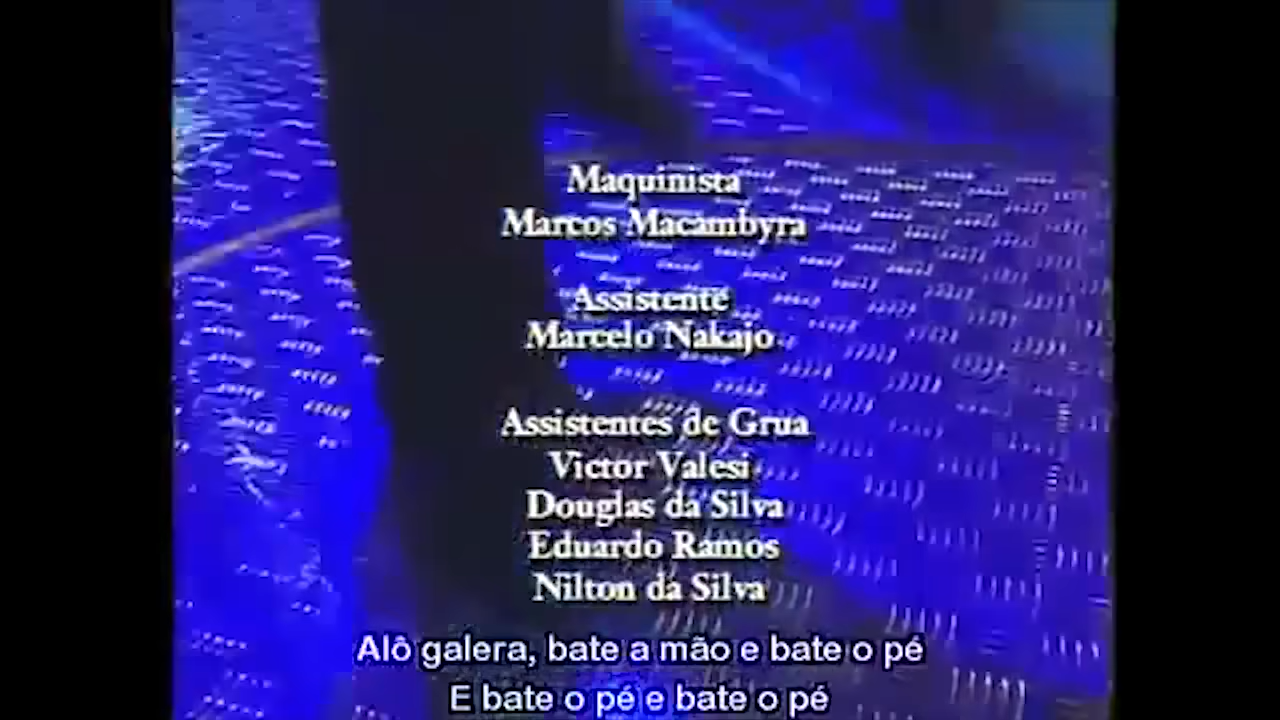 Maquinista
Marcos Macambyra
Assistente
Marcelo Nakajo
Assistentes de Grua
Victor Valesi
Douglas da Silva
Eduardo Ramos
Nilton da Silva
Alô galera, bate a mão e bate o pé
E bate o pé e bate o pé